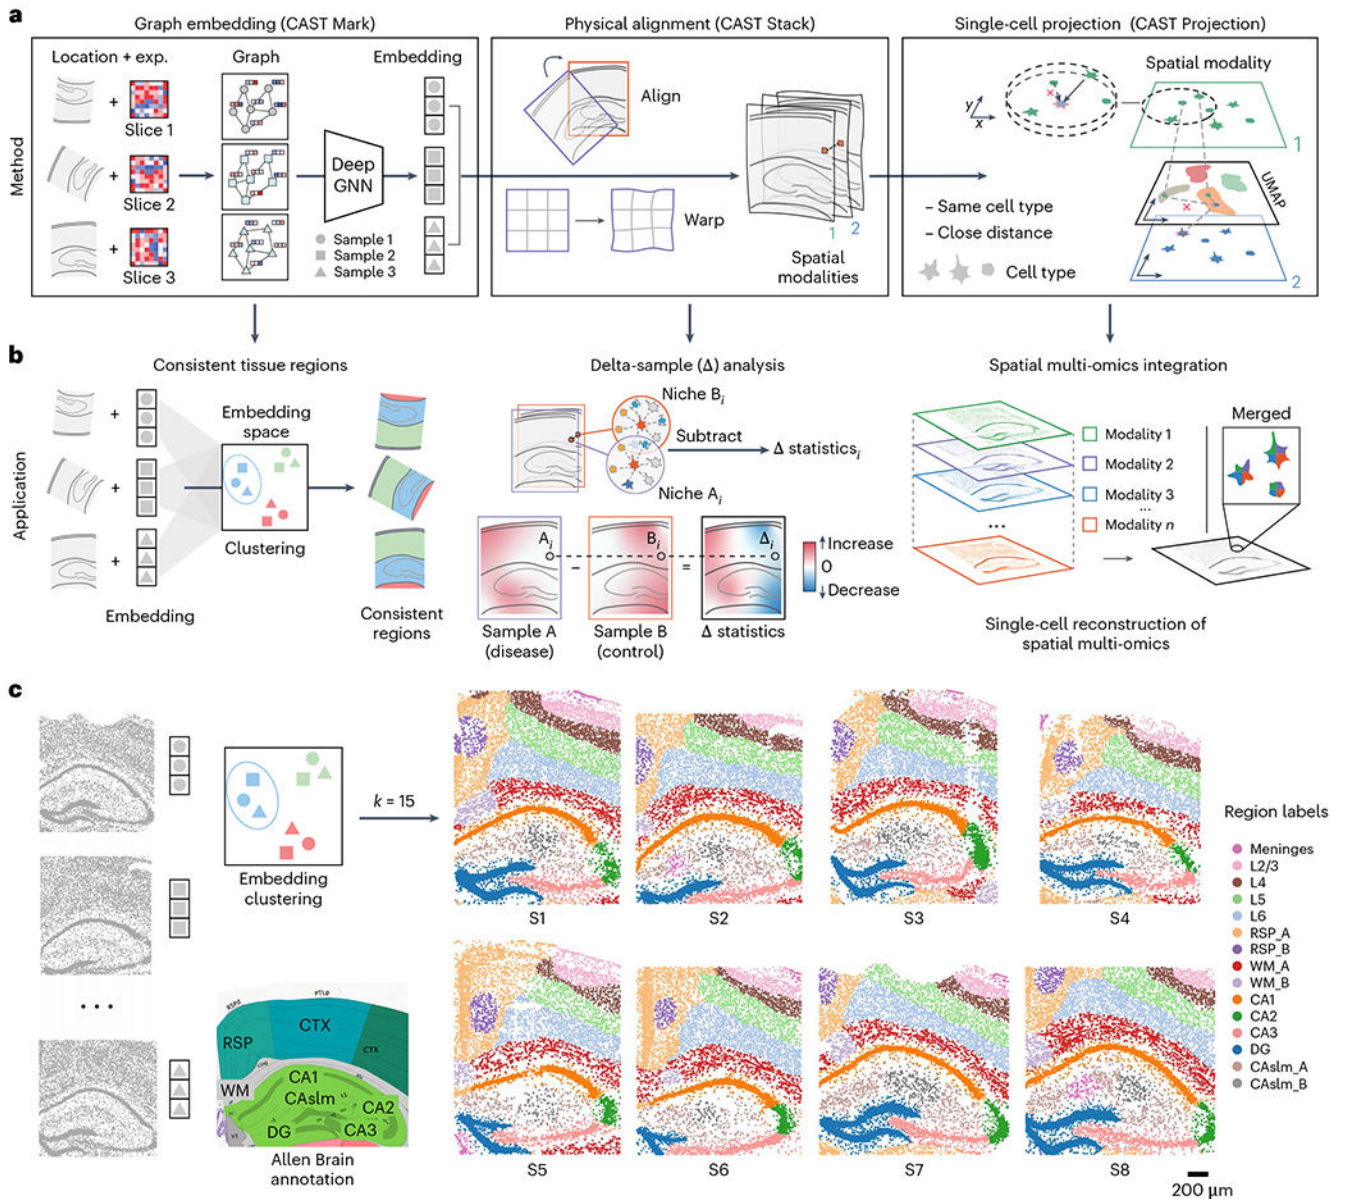 a
Graph embedding (CAST Mark)
Physical alignment (CAST Stack)
Single-cell projection (CAST Projection)
Method
Location + exp.
Graph
Embedding
+
Slice 1
+
Slice 2
+
Slice 3
Deep
GNN
Sample 1
Sample 2
Sample 3
Align
Warp
1
2
Spatial
modalities
Spatial modality
y
x
×
1
UMAP
×
2
– Same cell type
– Close distance
Cell type
b
Application
Consistent tissue regions
+
+
+
Embedding
Embedding
space
Clustering
Consistent
regions
Delta-sample (Δ) analysis
Niche Bi
Subtract
Δ statisticsi
Niche Ai
Ai
–
Bi
=
Δi
Increase
0
Decrease
Sample A
(disease)
Sample B
(control)
Δ statistics
Spatial multi-omics integration
Modality 1
Modality 2
Modality 3
...
Modality n
...
Merged
Single-cell reconstruction of
spatial multi-omics
c
...
Embedding
clustering
k = 15
RSP
CTX
CTX
WM
CA1
CAslm
CA2
DG
CA3
Allen Brain
annotation
S1
S2
S3
S4
S5
S6
S7
S8
Region labels
Meninges
L2/3
L4
L5
L6
RSP_A
RSP_B
WM_A
WM_B
CA1
CA2
CA3
DG
CAslm_A
CAslm_B
200 μm